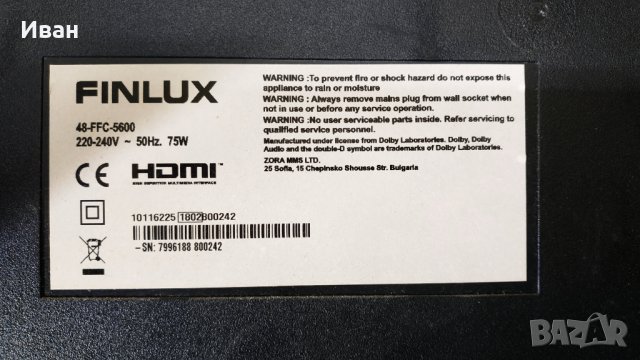 Иван
FINLUX
48-FFC-5600
220-240V ~ 50Hz. 75W
CE HDMI
HIGH DEFINITION MULTIMEDIA INTERFACE
10116225 1802 800242
-SN: 7996188 800242
WARNING :To prevent fire or shock hazard do not expose this
appliance to rain or moisture
WARNING : Always remove mains plug from wall socket when
not in use or before any service operation.
WARNING :No user serviceable parts inside. Refer servicing to
qualified service personnel.
Manufactured under license from Dolby Laboratories. Dolby, Dolby
Audio and the double-D symbol are trademarks of Dolby Laboratories.
ZORA MMS LTD.
25 Sofia, 15 Chepinsko Shousse Str. Bulgaria
BAZAR